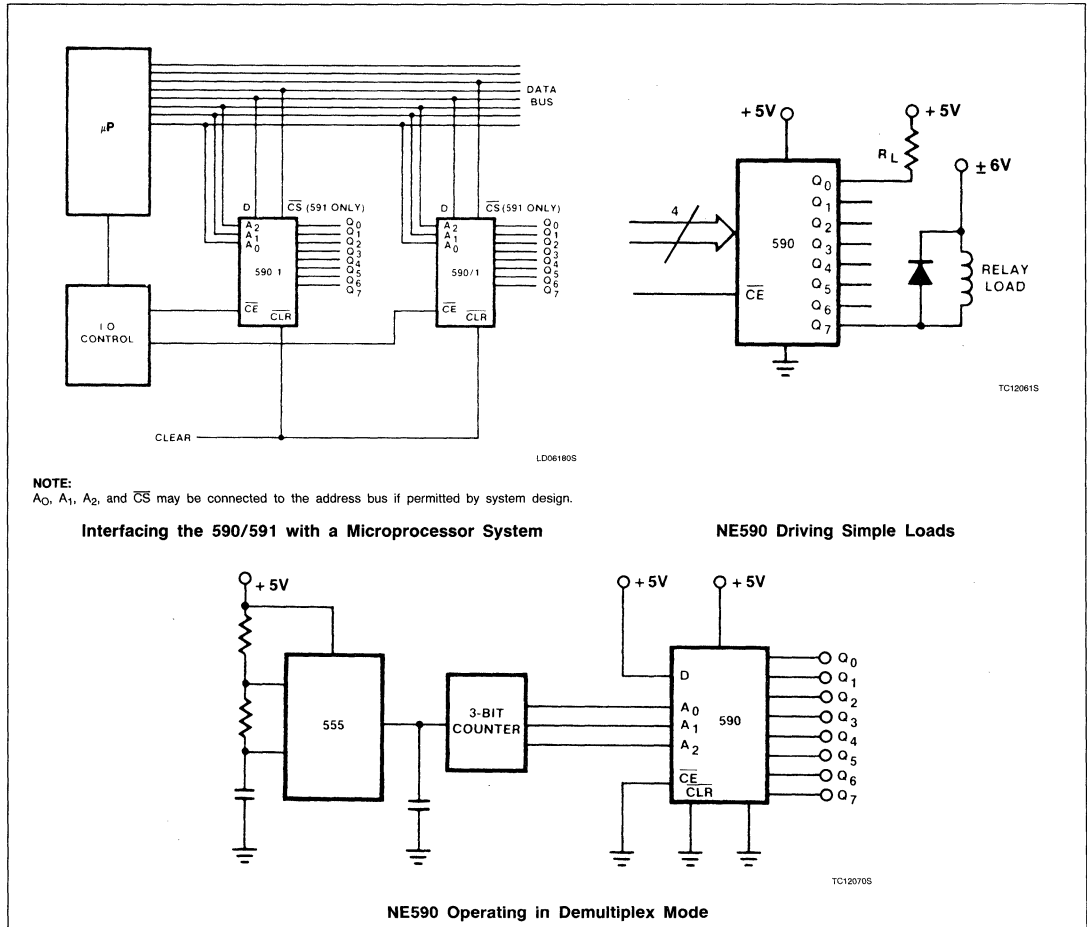 μP
DATA
BUS
D
CS (591 ONLY)
A2
A1
A0
590 1
CE
CLR
Q0
Q1
Q2
Q3
Q4
Q5
Q6
Q7
D
CS (591 ONLY)
A2
A1
A0
590/1
CE
CLR
Q0
Q1
Q2
Q3
Q4
Q5
Q6
Q7
I O
CONTROL
CLEAR
LD06180S
+5V
+5V
RL
±6V
4
590
CE
Q0
Q1
Q2
Q3
Q4
Q5
Q6
Q7
RELAY
LOAD
TC12061S
NOTE:
AO, A1, A2, and CS may be connected to the address bus if permitted by system design.
Interfacing the 590/591 with a Microprocessor System
NE590 Driving Simple Loads
+5V
555
3-BIT
COUNTER
+5V
+5V
D
A0
A1
A2
590
CE
CLR
Q0
Q1
Q2
Q3
Q4
Q5
Q6
Q7
TC12070S
NE590 Operating in Demultiplex Mode